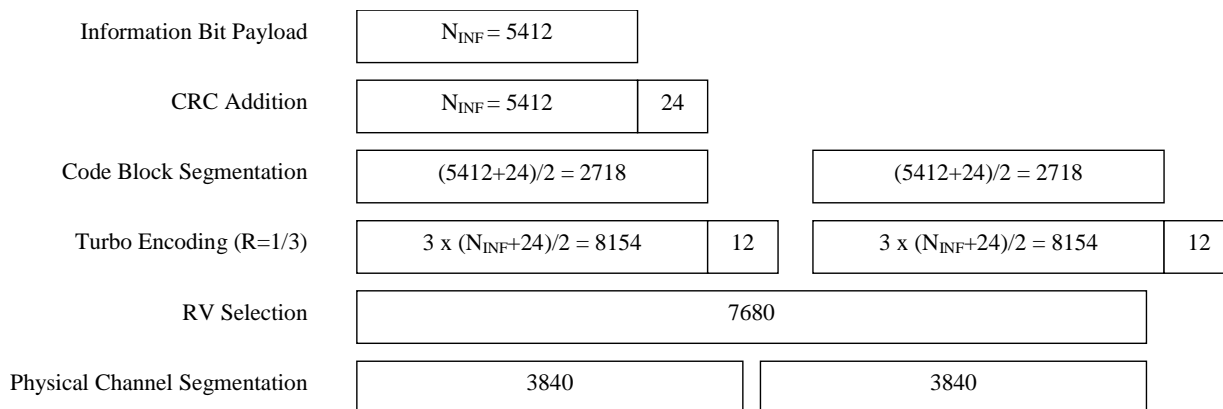 Information Bit Payload N_INF = 5412
CRC Addition N_INF = 5412 24
Code Block Segmentation (5412+24)/2 = 2718 (5412+24)/2 = 2718
Turbo Encoding (R=1/3) 3 x (N_INF+24)/2 = 8154 12 3 x (N_INF+24)/2 = 8154 12
RV Selection 7680
Physical Channel Segmentation 3840 3840